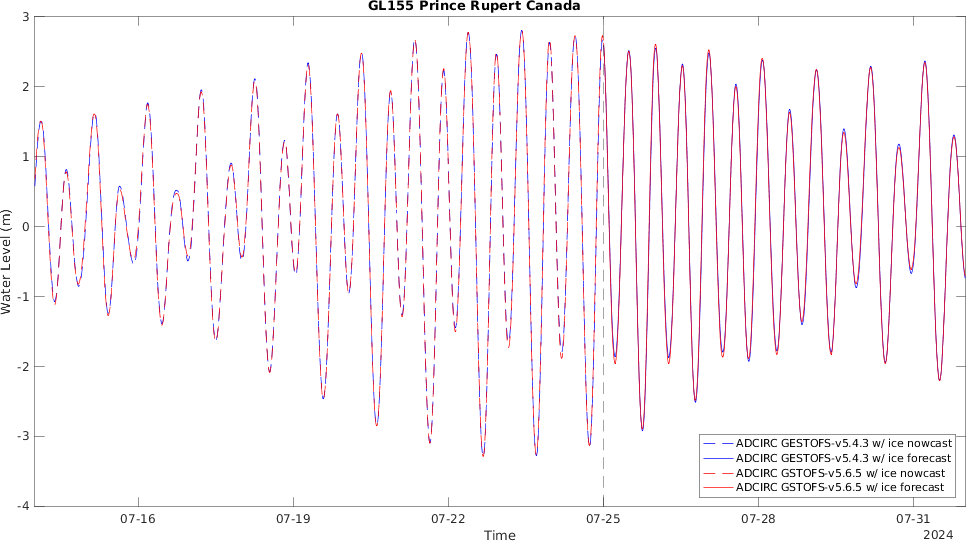 GL155 Prince Rupert Canada
Water Level (m)
3
2
1
0
-1
-2
-3
-4
ADCIRC GESTOFS-v5.4.3 w/ ice nowcast
ADCIRC GESTOFS-v5.4.3 w/ ice forecast
ADCIRC GSTOFS-v5.6.5 w/ ice nowcast
ADCIRC GSTOFS-v5.6.5 w/ ice forecast
07-16 07-19 07-22 07-25 07-28 07-31
Time
2024